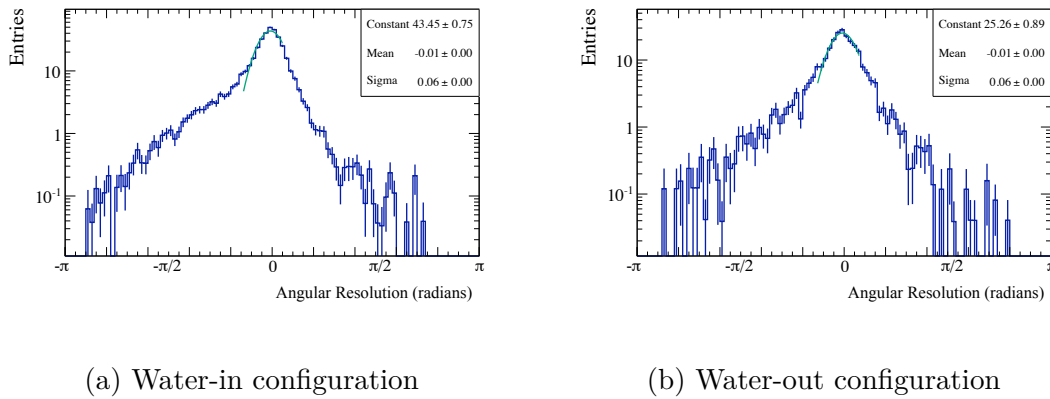 Entries
10
1
10⁻¹
Constant 43.45 ± 0.75
Mean -0.01 ± 0.00
Sigma 0.06 ± 0.00
-π -π/2 0 π/2 π
Angular Resolution (radians)
(a) Water-in configuration
Entries
10
1
10⁻¹
Constant 25.26 ± 0.89
Mean -0.01 ± 0.00
Sigma 0.06 ± 0.00
-π -π/2 0 π/2 π
Angular Resolution (radians)
(b) Water-out configuration